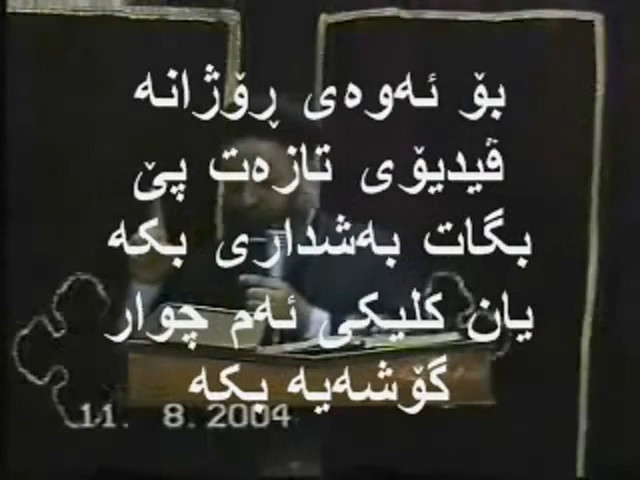 بۆ ئەوەی ڕۆژانە
ڤیدیۆی تازەت پێ
بگات بەشداری بکە
یان کلیکی ئەم چوار
گۆشەیە بکە
11. 8.2004